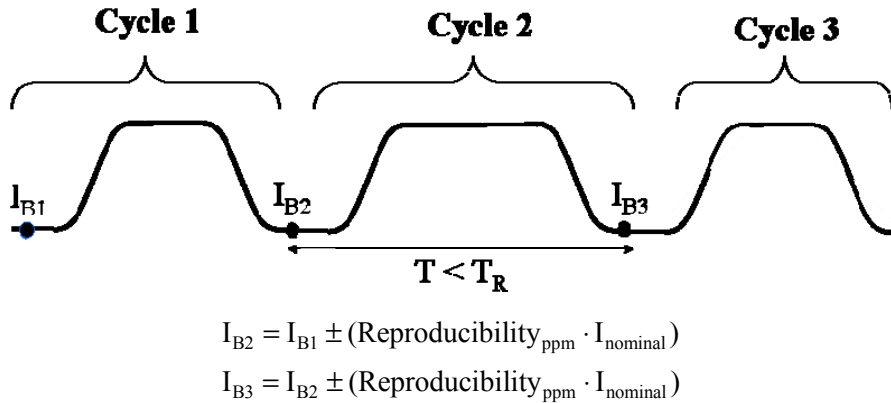 Cycle 1 Cycle 2 Cycle 3
I_B1 I_B2 I_B3
T < T_R
I_B2 = I_B1 ± (Reproducibility_ppm · I_nominal)
I_B3 = I_B2 ± (Reproducibility_ppm · I_nominal)